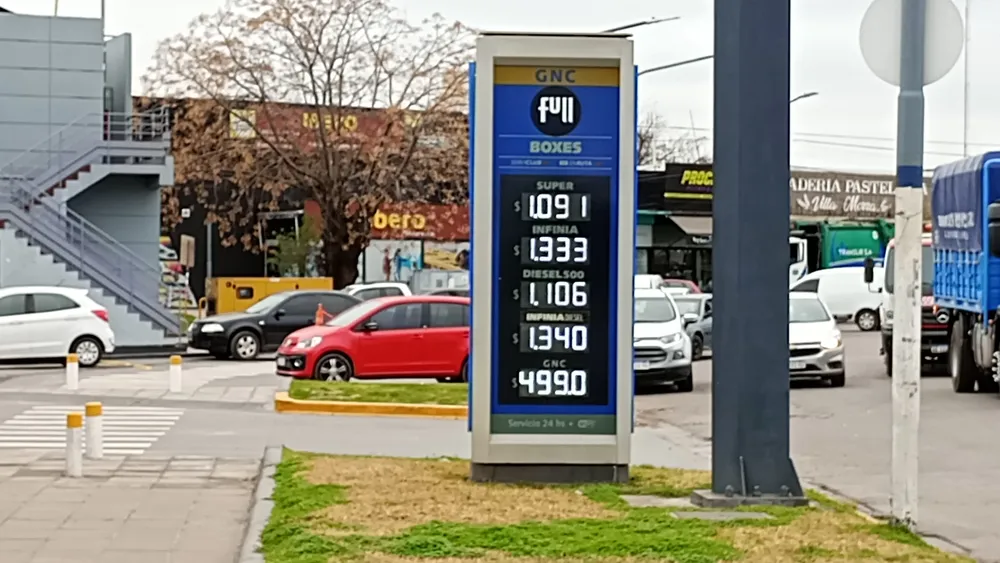 GNC
full
BOXES
SUPER
$ 1.091
INFINIA
$ 1.333
DIESEL500
$ 1.106
INFINIA DIESEL
$ 1.340
GNC
$ 499.0
Servicio 24 hs •
bero
PROC
ADERIA PASTEL
Villa Morra